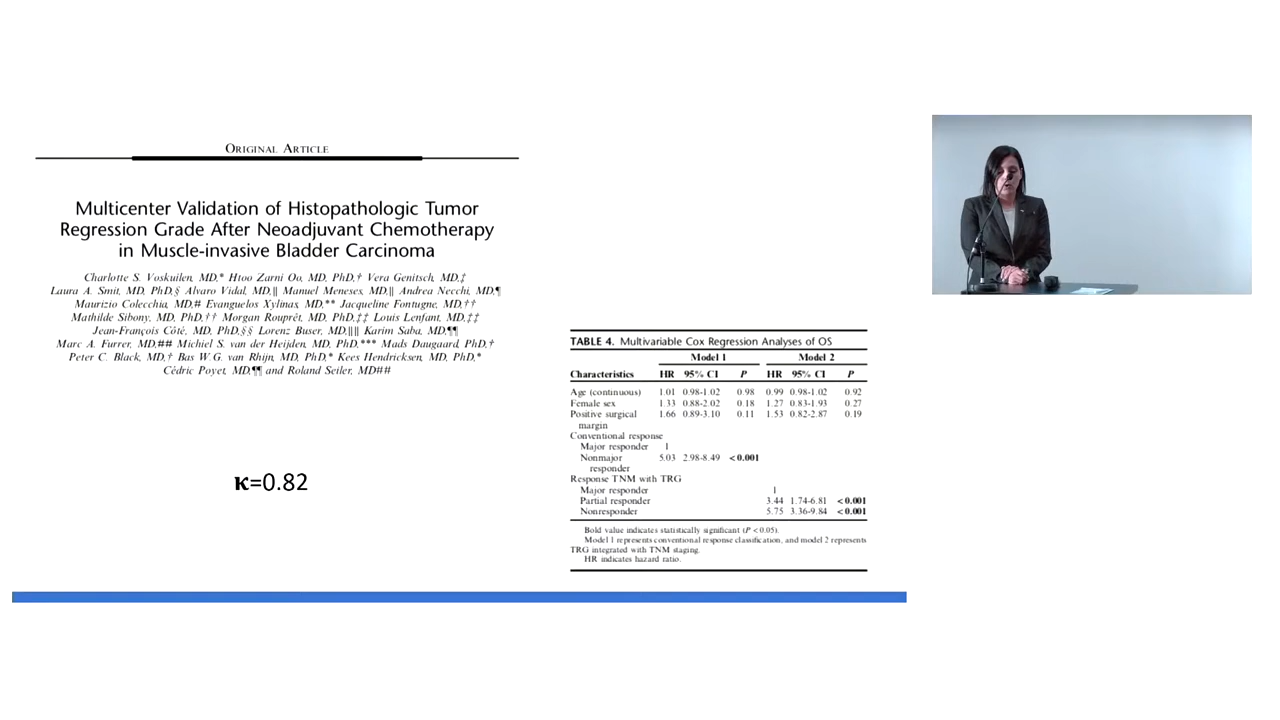 ORIGINAL ARTICLE
Multicenter Validation of Histopathologic Tumor
Regression Grade After Neoadjuvant Chemotherapy
in Muscle-invasive Bladder Carcinoma
Charlotte S. Voskuilen, MD,* Htoo Zarni Oo, MD, PhD,† Vera Genitsch, MD,‡
Laura A. Smit, MD, PhD,§ Alvaro Vidal, MD,∥ Manuel Meneses, MD,∥ Andrea Necchi, MD,¶
Maurizio Colecchia, MD,# Evanguelos Xylinas, MD,** Jacqueline Fontugne, MD,††
Mathilde Sibony, MD, PhD,†† Morgan Rouprêt, MD, PhD,‡‡ Louis Lenfant, MD,‡‡
Jean-François Côté, MD, PhD,§§ Lorenz Buser, MD,∥∥ Karim Saba, MD,¶¶
Marc A. Furrer, MD,## Michiel S. van der Heijden, MD, PhD,*** Mads Daugaard, PhD,†
Peter C. Black, MD,† Bas W.G. van Rhijn, MD, PhD,* Kees Hendricksen, MD, PhD,*
Cédric Poyet, MD,¶¶ and Roland Seiler, MD##
κ=0.82
TABLE 4. Multivariable Cox Regression Analyses of OS
Model 1 Model 2
Characteristics HR 95% CI P HR 95% CI P
Age (continuous) 1.01 0.98-1.02 0.98 0.99 0.98-1.02 0.92
Female sex 1.33 0.88-2.02 0.18 1.27 0.83-1.93 0.27
Positive surgical 1.66 0.89-3.10 0.11 1.53 0.82-2.87 0.19
margin
Conventional response
Major responder 1
Nonmajor 5.03 2.98-8.49 <0.001
responder
Response TNM with TRG
Major responder 1
Partial responder 3.44 1.74-6.81 <0.001
Nonresponder 5.75 3.36-9.84 <0.001
Bold value indicates statistically significant (P <0.05).
Model 1 represents conventional response classification, and model 2 represents
TRG integrated with TNM staging.
HR indicates hazard ratio.